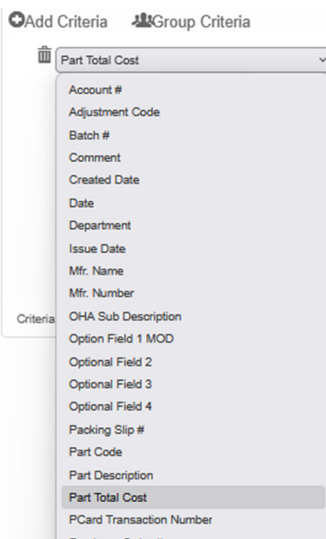 Add Criteria Group Criteria
Part Total Cost
Account #
Adjustment Code
Batch #
Comment
Created Date
Date
Department
Issue Date
Mfr. Name
Mfr. Number
Criteria
OHA Sub Description
Option Field 1 MOD
Optional Field 2
Optional Field 3
Optional Field 4
Packing Slip #
Part Code
Part Description
Part Total Cost
PCard Transaction Number